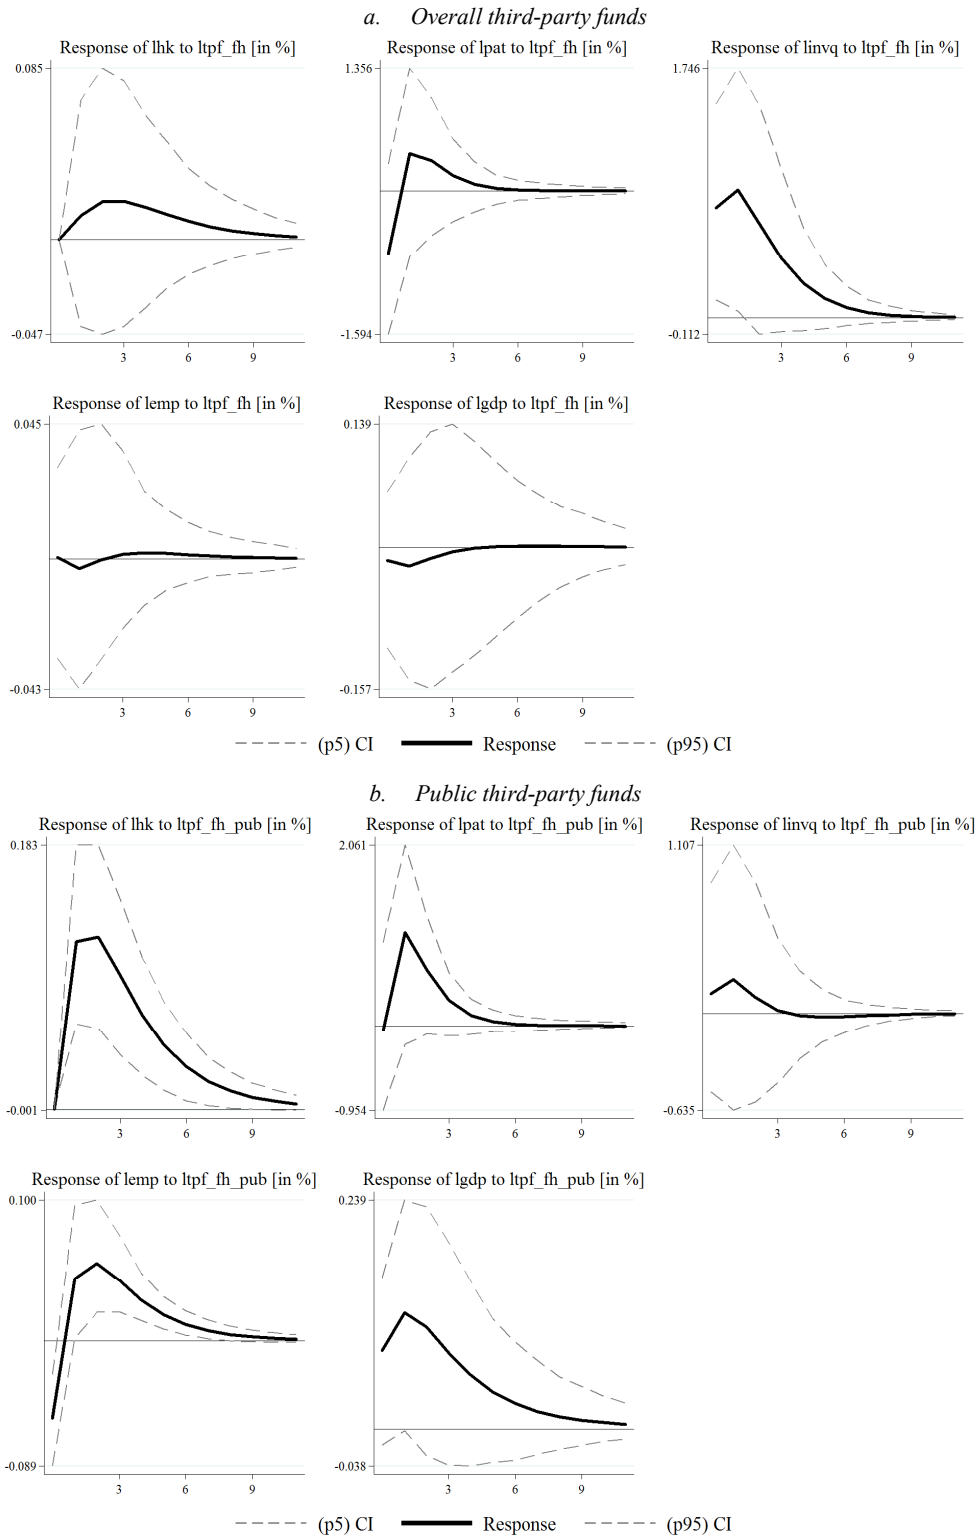 a. Overall third-party funds
Response of lhk to ltpf_fh [in %]
0.085
-0.047
3 6 9
Response of lpat to ltpf_fh [in %]
1.356
-1.594
3 6 9
Response of linvq to ltpf_fh [in %]
1.746
-0.112
3 6 9
Response of lemp to ltpf_fh [in %]
0.045
-0.043
3 6 9
Response of lgdp to ltpf_fh [in %]
0.139
-0.157
3 6 9
(p5) CI Response (p95) CI
b. Public third-party funds
Response of lhk to ltpf_fh_pub [in %]
0.183
-0.001
3 6 9
Response of lpat to ltpf_fh_pub [in %]
2.061
-0.954
3 6 9
Response of linvq to ltpf_fh_pub [in %]
1.107
-0.635
3 6 9
Response of lemp to ltpf_fh_pub [in %]
0.100
-0.089
3 6 9
Response of lgdp to ltpf_fh_pub [in %]
0.239
-0.038
3 6 9
(p5) CI Response (p95) CI